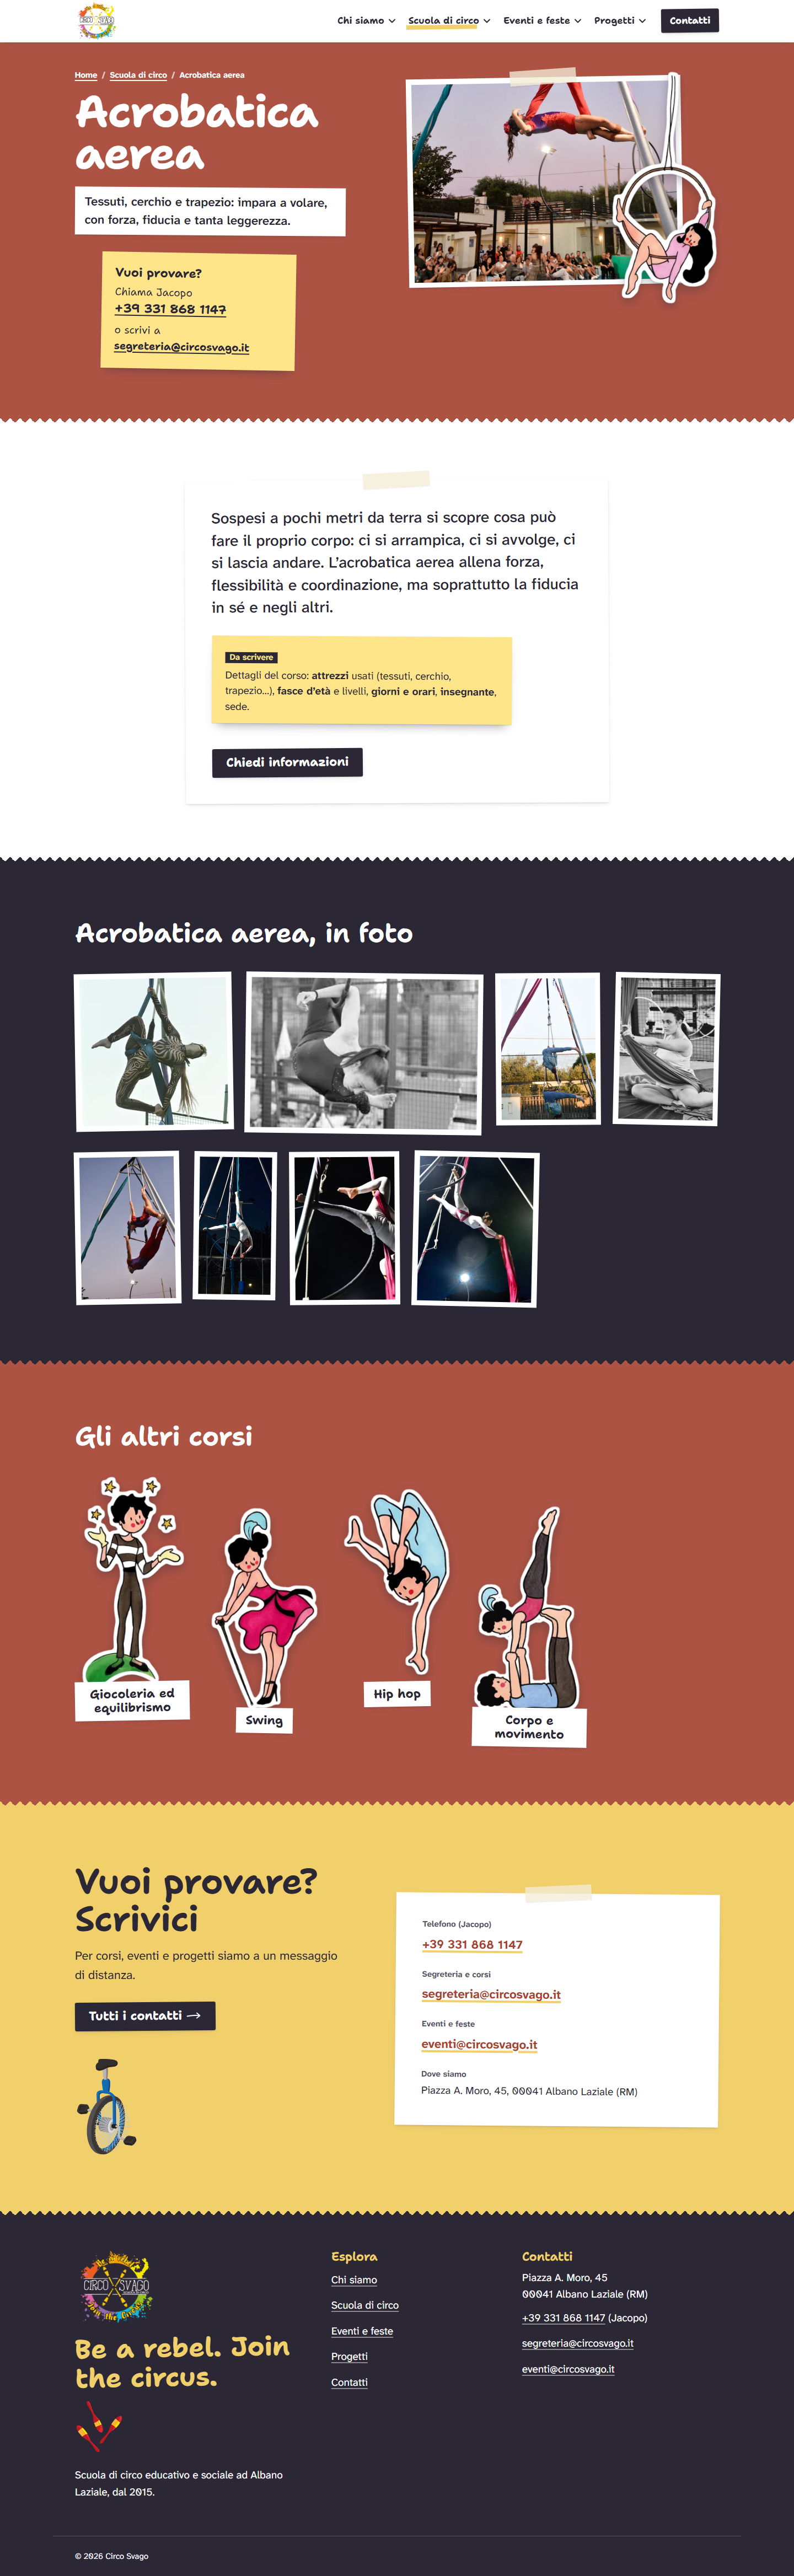 CIRCO SVAGO
Chi siamo
Scuola di circo
Eventi e feste
Progetti
Contatti
Home / Scuola di circo / Acrobatica aerea
Acrobatica
aerea
Tessuti, cerchio e trapezio: impara a volare,
con forza, fiducia e tanta leggerezza.
Vuoi provare?
Chiama Jacopo
+39 331 868 1147
o scrivi a
segreteria@circosvago.it
Sospesi a pochi metri da terra si scopre cosa può
fare il proprio corpo: ci si arrampica, ci si avvolge, ci
si lascia andare. L’acrobatica aerea allena forza,
flessibilità e coordinazione, ma soprattutto la fiducia
in sé e negli altri.
Da scrivere
Dettagli del corso: attrezzi usati (tessuti, cerchio,
trapezio...), fasce d’età e livelli, giorni e orari, insegnante,
sede.
Chiedi informazioni
Acrobatica aerea, in foto
Gli altri corsi
Giocoleria ed
equilibrismo
Swing
Hip hop
Corpo e
movimento
Vuoi provare?
Scrivici
Per corsi, eventi e progetti siamo a un messaggio
di distanza.
Tutti i contatti →
Telefono (Jacopo)
+39 331 868 1147
Segreteria e corsi
segreteria@circosvago.it
Eventi e feste
eventi@circosvago.it
Dove siamo
Piazza A. Moro, 45, 00041 Albano Laziale (RM)
CIRCO SVAGO
Be a rebel. Join
the circus.
Scuola di circo educativo e sociale ad Albano
Laziale, dal 2015.
Esplora
Chi siamo
Scuola di circo
Eventi e feste
Progetti
Contatti
Contatti
Piazza A. Moro, 45
00041 Albano Laziale (RM)
+39 331 868 1147 (Jacopo)
segreteria@circosvago.it
eventi@circosvago.it
© 2026 Circo Svago